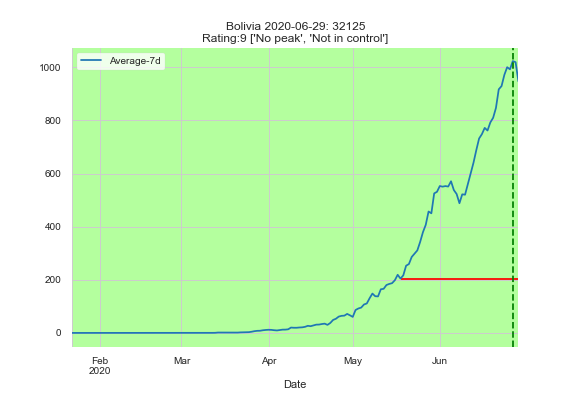 Bolivia 2020-06-29: 32125
Rating:9 ['No peak', 'Not in control']
Average-7d
1000
800
600
400
200
0
Feb
2020
Mar
Apr
May
Jun
Date